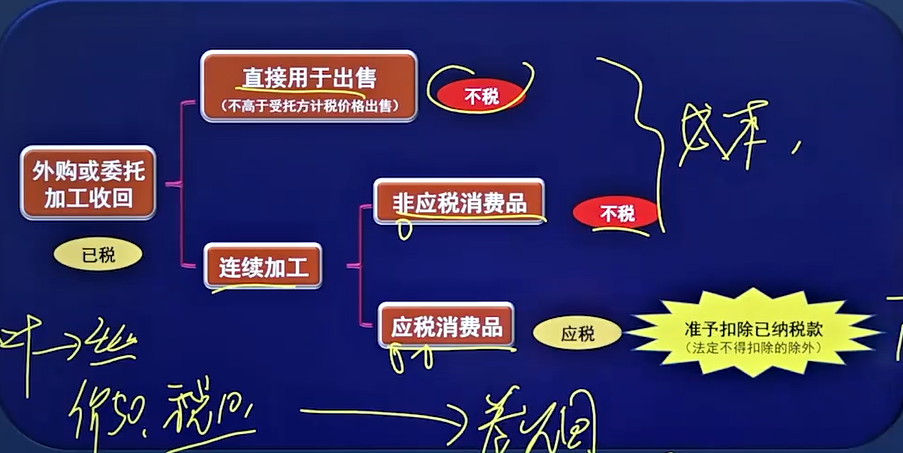 直接用于出售
（不高于受托方计税价格出售）
不税
成本，
外购或委托
加工收回
已税
非应税消费品
不税
连续加工
应税消费品
应税
准予扣除已纳税款
（法定不得扣除的除外）
叶→丝
价50、税10，